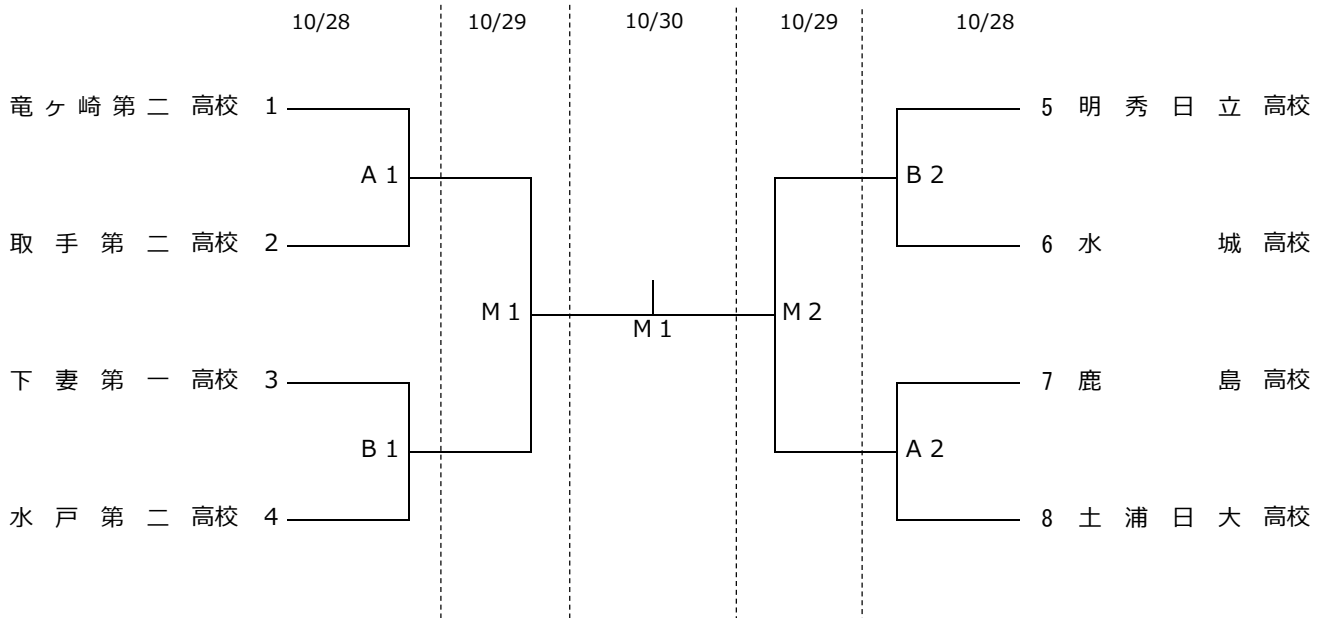 10/28 10/29 10/30 10/29 10/28
竜ヶ崎第二 高校 1
5 明秀日立 高校
A 1
B 2
取手第二 高校 2
6 水城 高校
M 1
M 1
M 2
下妻第一 高校 3
7 鹿島 高校
B 1
A 2
水戸第二 高校 4
8 土浦日大 高校